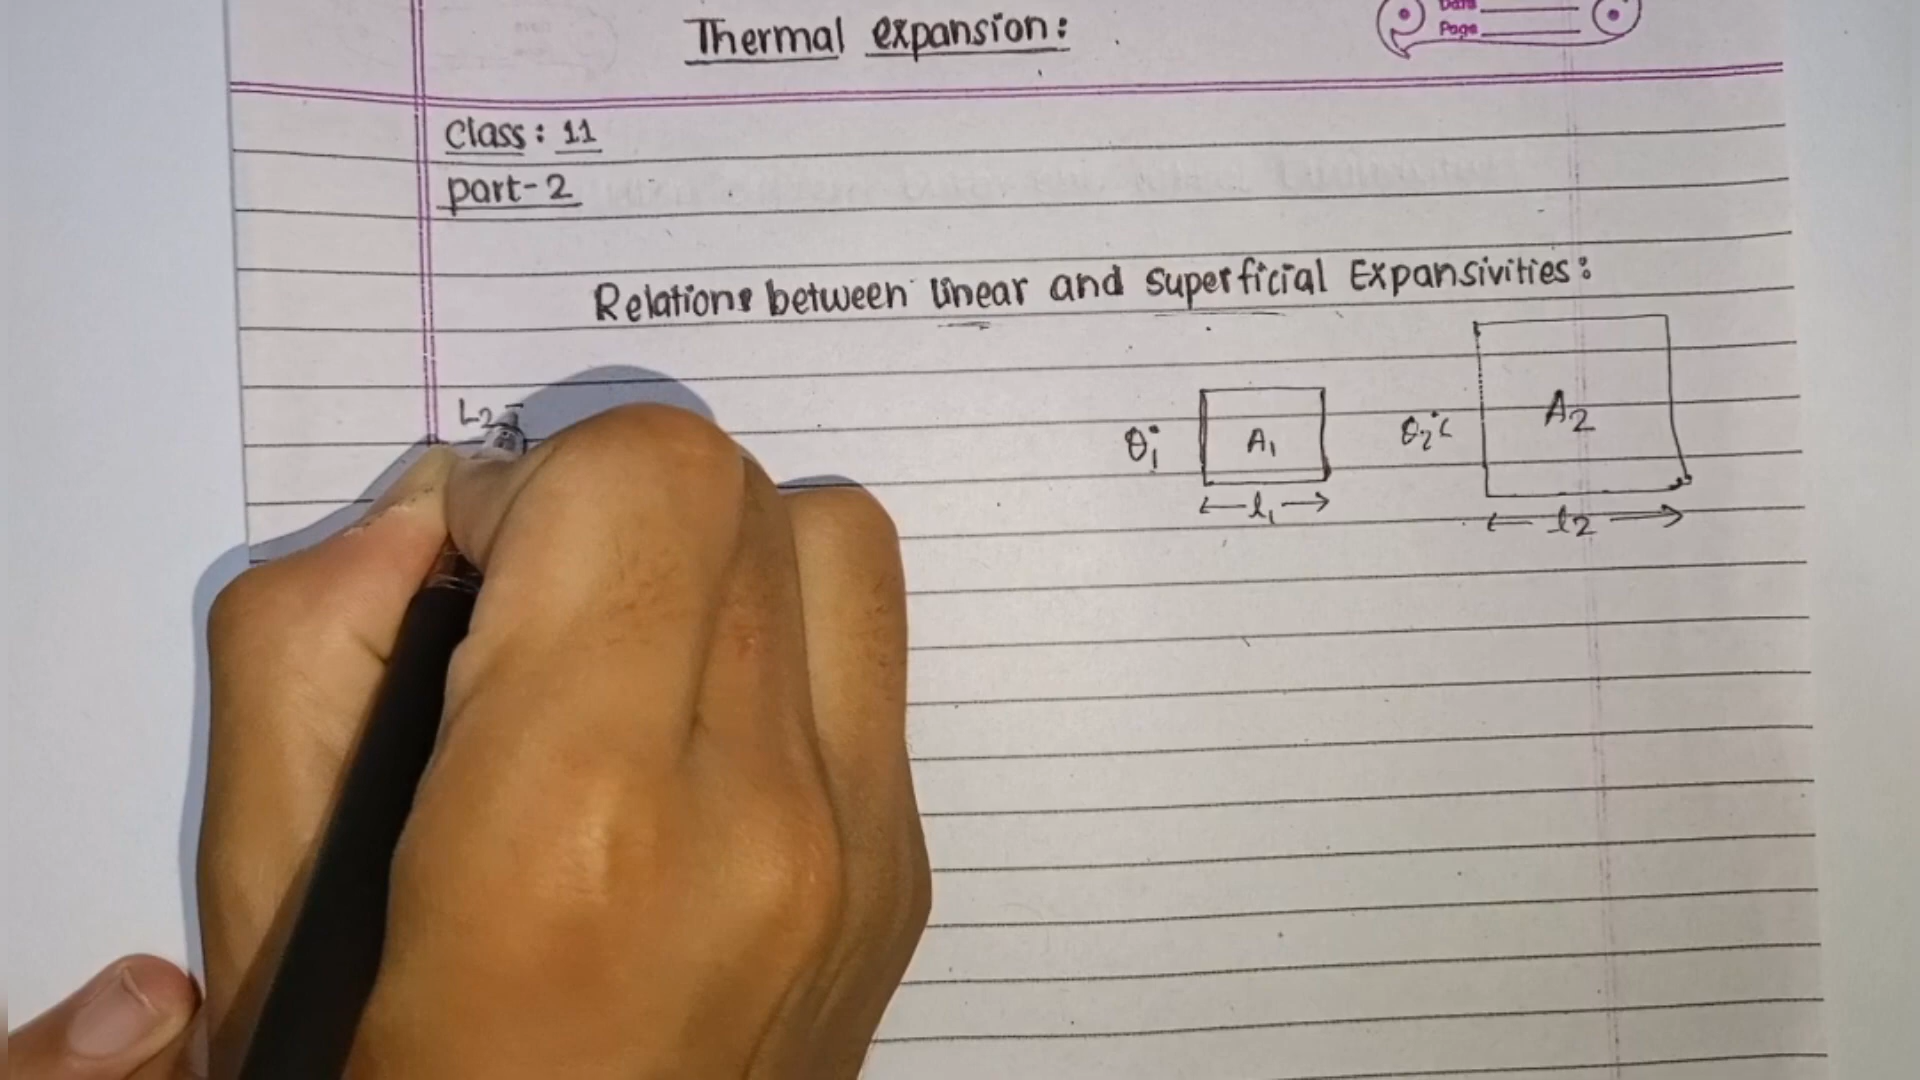 Thermal expansion:
Date
Page
Class: 11
part-2
Relations between linear and superficial Expansivities:
L2 =
θ1 A1 θ2 A2
l1 l2